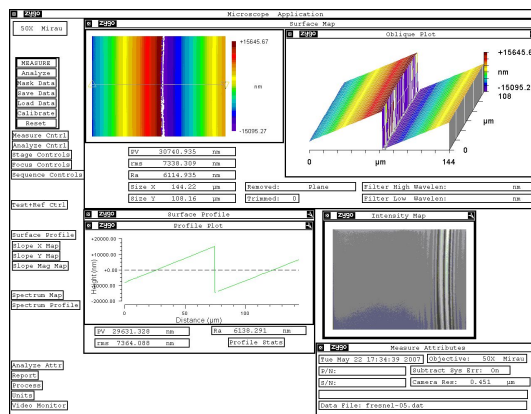 zygo
Microscope Application
50X Mirau
MEASURE
Analyze
Mask Data
Save Data
Load Data
Calibrate
Reset
Measure Cntrl
Analyze Cntrl
Stage Controls
Focus Controls
Sequence Controls
Test+Ref Ctrl
Surface Profile
Slope X Map
Slope Y Map
Slope Mag Map
Spectrum Map
Spectrum Profile
Analyze Attr
Report
Process
Units
Video Monitor
zygo
Surface Map
+15645.67
nm
-15095.27
zygo
Oblique Plot
+15645.6
nm
-15095.2
108
0
µm
144
PV 30740.935 nm
rms 7338.309 nm
Ra 6114.935 nm
Size X 144.22 µm
Size Y 108.16 µm
Removed: Plane
Trimmed: 0
Filter High Wavelen: nm
Filter Low Wavelen: nm
zygo
Surface Profile
Profile Plot
+20000.00
10000.00
+0.00
-10000.00
-20000.00
Height (nm)
0
50
100
Distance (µm)
PV 29631.328 nm
rms 7364.088 nm
Ra 6138.291 nm
Profile Stats
zygo
Intensity Map
zygo
Measure Attributes
Tue May 22 17:34:39 2007
Objective: 50X Mirau
P/N:
Subtract Sys Err: On
S/N:
Camera Res: 0.451 µm
Data File: fresnel-05.dat